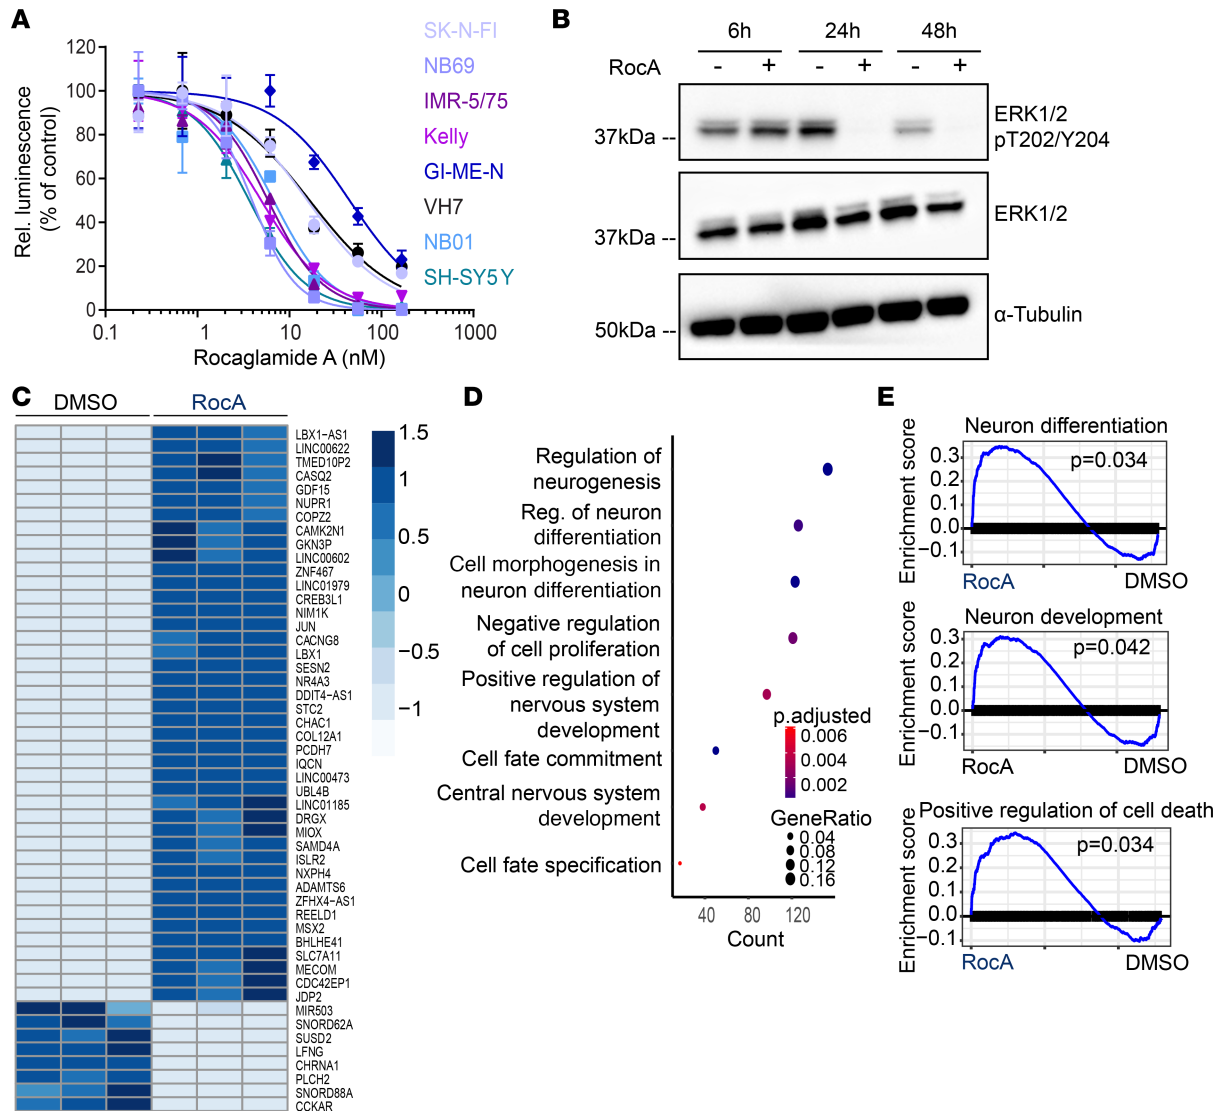 A
Rel. luminescence
(% of control)
120
100
80
60
40
20
0
0.1
1
10
100
1000
Rocaglamide A (nM)
SK-N-FI
NB69
IMR-5/75
Kelly
GI-ME-N
VH7
NB01
SH-SY5Y
B
6h
24h
48h
RocA
- + - + - +
37kDa --
ERK1/2
pT202/Y204
37kDa --
ERK1/2
50kDa --
α-Tubulin
C
DMSO
RocA
LBX1-AS1
LINC00622
TMED10P2
CASQ2
GDF15
NUPR1
COPZ2
CAMK2N1
GKN3P
LINC00602
ZNF467
LINC01979
CREB3L1
NIM1K
JUN
CACNG8
LBX1
SESN2
NR4A3
DDIT4-AS1
STC2
CHAC1
COL12A1
PCDH7
IQCN
LINC00473
UBL4B
LINC01185
DRGX
MIOX
SAMD4A
ISLR2
NXPH4
ADAMTS6
ZFHX4-AS1
REELD1
MSX2
BHLHE41
SLC7A11
MECOM
CDC42EP1
JDP2
MIR503
SNORD62A
SUSD2
LFNG
CHRNA1
PLCH2
SNORD88A
CCKAR
1.5
1
0.5
0
−0.5
−1
D
Regulation of
neurogenesis
Reg. of neuron
differentiation
Cell morphogenesis in
neuron differentiation
Negative regulation
of cell proliferation
Positive regulation of
nervous system
development
Cell fate commitment
Central nervous system
development
Cell fate specification
p.adjusted
0.006
0.004
0.002
GeneRatio
0.04
0.08
0.12
0.16
40
80
120
Count
E
Neuron differentiation
Enrichment score
0.3
0.2
0.1
0.0
−0.1
p=0.034
RocA
DMSO
Neuron development
Enrichment score
0.3
0.2
0.1
0.0
−0.1
p=0.042
RocA
DMSO
Positive regulation of cell death
Enrichment score
0.3
0.2
0.1
0.0
−0.1
p=0.034
RocA
DMSO